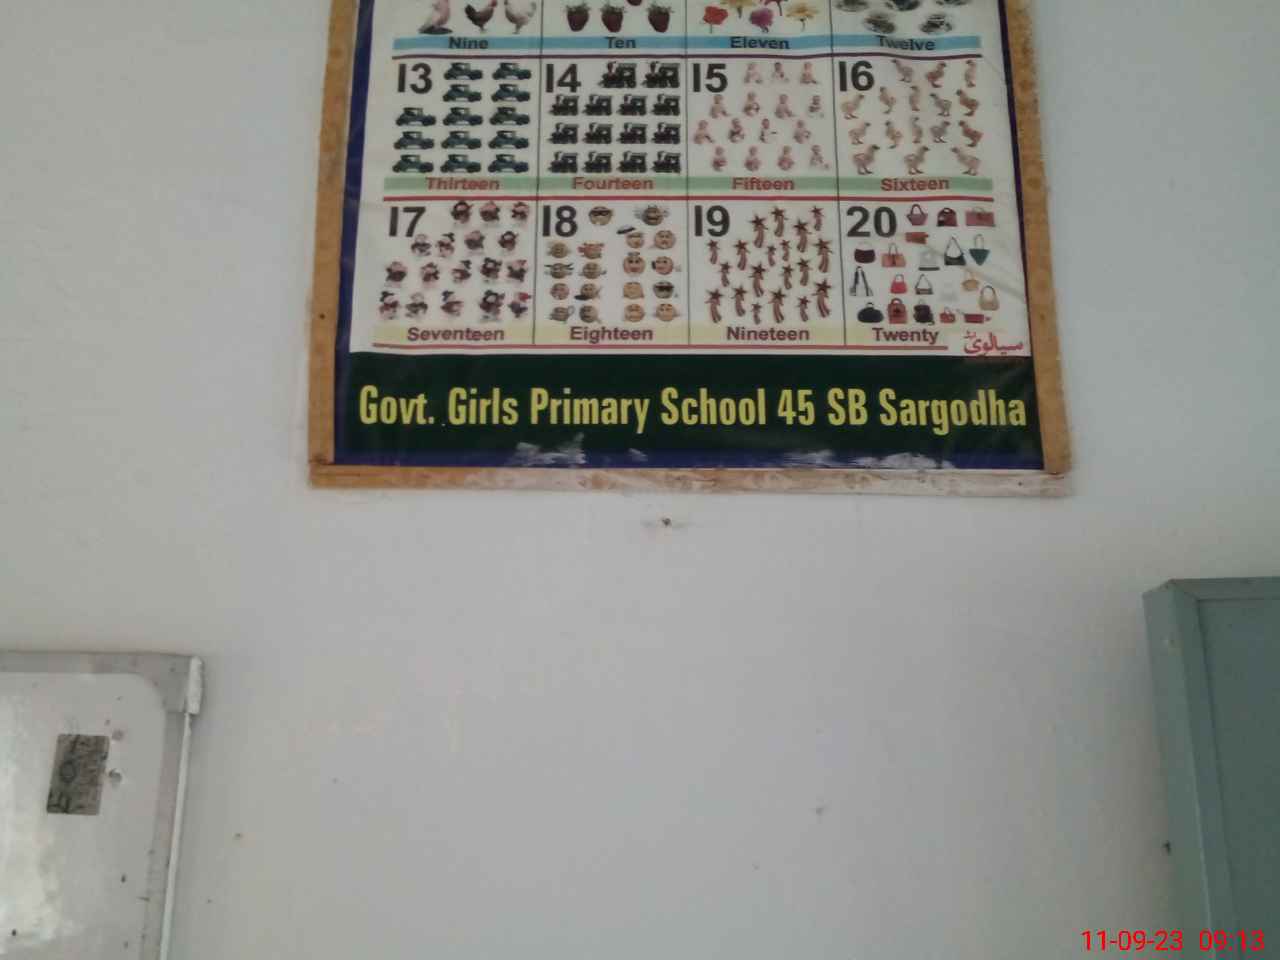 Nine Ten Eleven Twelve
13 14 15 16
Thirteen Fourteen Fifteen Sixteen
17 18 19 20
Seventeen Eighteen Nineteen Twenty
سیالوی
Govt. Girls Primary School 45 SB Sargodha
11-09-23 09:13